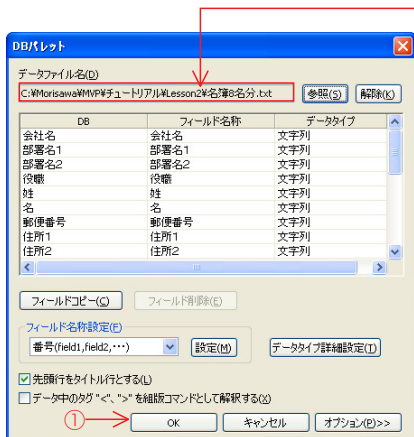 DBパレット
データファイル名(D)
C:¥Morisawa¥MVP¥チュートリアル¥Lesson2¥名簿8名分.txt 参照(S) 解除(K)
DB フィールド名称 データタイプ
会社名 会社名 文字列
部署名1 部署名1 文字列
部署名2 部署名2 文字列
役職 役職 文字列
姓 姓 文字列
名 名 文字列
郵便番号 郵便番号 文字列
住所1 住所1 文字列
住所2 住所2 文字列
フィールドコピー(C) フィールド削除(E)
フィールド名称設定(F)
番号(field1,field2,･･･) 設定(M) データタイプ詳細設定(T)
先頭行をタイトル行とする(L)
データ中のタグ "<"、">" を組版コマンドとして解釈する(X)
① OK キャンセル オプション(P)>>